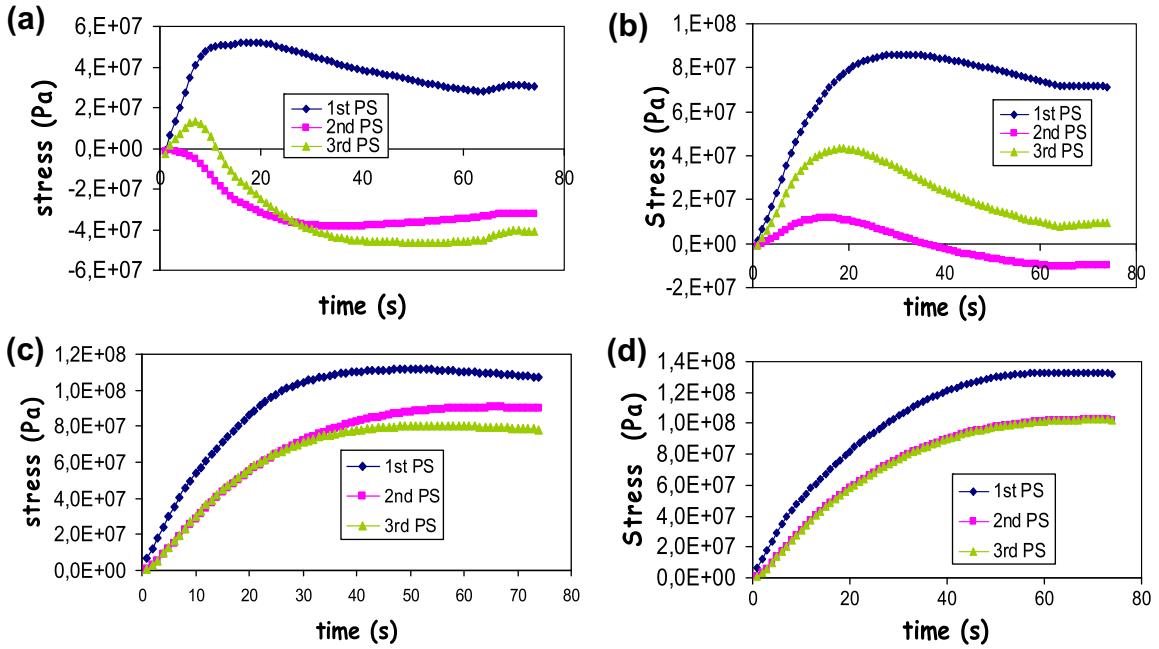 (a)
stress (Pa)
6,E+07
4,E+07
2,E+07
0,E+00
-2,E+07
-4,E+07
-6,E+07
0 20 40 60 80
1st PS
2nd PS
3rd PS
time (s)
(b)
Stress (Pa)
1,E+08
8,E+07
6,E+07
4,E+07
2,E+07
0,E+00
-2,E+07
0 20 40 60 80
1st PS
2nd PS
3rd PS
time (s)
(c)
stress (Pa)
1,2E+08
1,0E+08
8,0E+07
6,0E+07
4,0E+07
2,0E+07
0,0E+00
0 10 20 30 40 50 60 70 80
1st PS
2nd PS
3rd PS
time (s)
(d)
Stress (Pa)
1,4E+08
1,2E+08
1,0E+08
8,0E+07
6,0E+07
4,0E+07
2,0E+07
0,0E+00
0 20 40 60 80
1st PS
2nd PS
3rd PS
time (s)